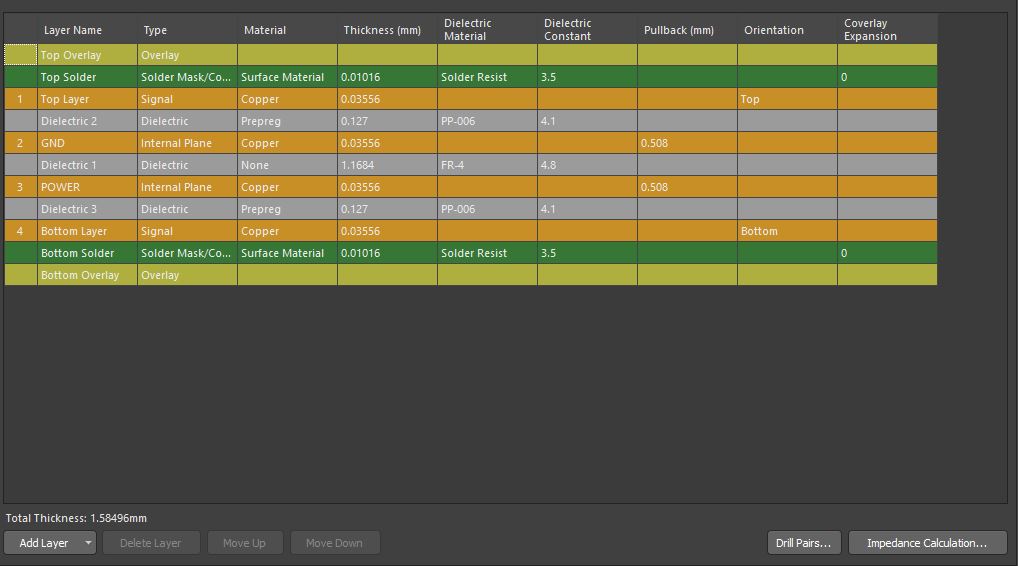 Layer Name Type Material Thickness (mm) Dielectric Material Dielectric Constant Pullback (mm) Orientation Coverlay Expansion
Top Overlay Overlay
Top Solder Solder Mask/Co... Surface Material 0.01016 Solder Resist 3.5 0
1 Top Layer Signal Copper 0.03556 Top
Dielectric 2 Dielectric Prepreg 0.127 PP-006 4.1
2 GND Internal Plane Copper 0.03556 0.508
Dielectric 1 Dielectric None 1.1684 FR-4 4.8
3 POWER Internal Plane Copper 0.03556 0.508
Dielectric 3 Dielectric Prepreg 0.127 PP-006 4.1
4 Bottom Layer Signal Copper 0.03556 Bottom
Bottom Solder Solder Mask/Co... Surface Material 0.01016 Solder Resist 3.5 0
Bottom Overlay Overlay
Total Thickness: 1.58496mm
Add Layer Delete Layer Move Up Move Down Drill Pairs... Impedance Calculation...